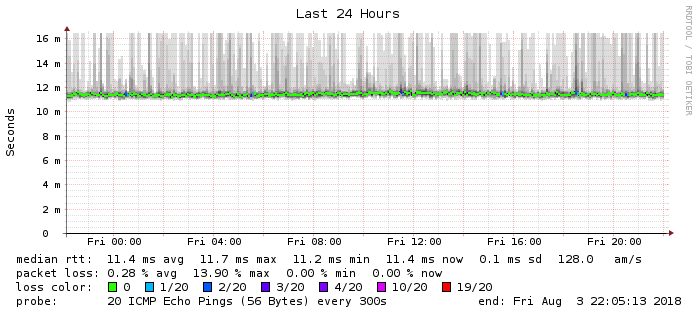 Last 24 Hours
RRDTOOL / TOBI OETIKER
Seconds
16 m
14 m
12 m
10 m
8 m
6 m
4 m
2 m
0
Fri 00:00 Fri 04:00 Fri 08:00 Fri 12:00 Fri 16:00 Fri 20:00
median rtt: 11.4 ms avg 11.7 ms max 11.2 ms min 11.4 ms now 0.1 ms sd 128.0 am/s
packet loss: 0.28 % avg 13.90 % max 0.00 % min 0.00 % now
loss color: 0 1/20 2/20 3/20 4/20 10/20 19/20
probe: 20 ICMP Echo Pings (56 Bytes) every 300s end: Fri Aug 3 22:05:13 2018